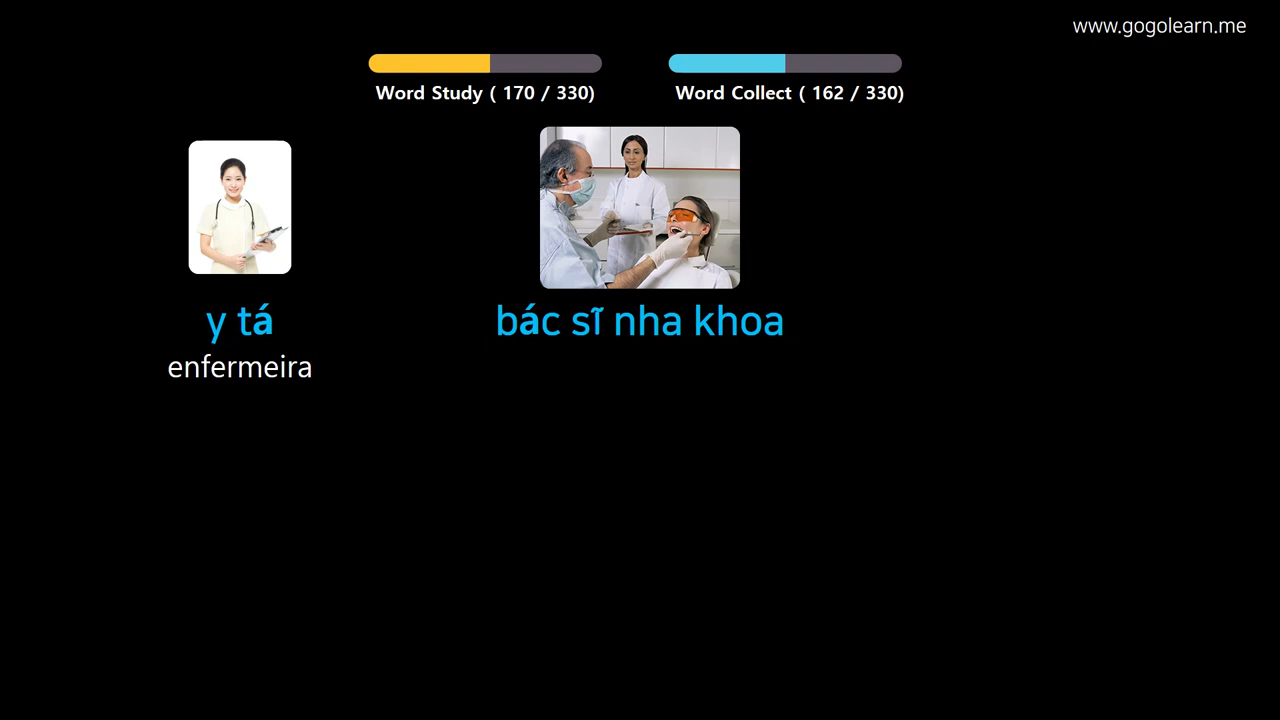 www.gogolearn.me
Word Study ( 170 / 330)
Word Collect ( 162 / 330)
y tá
enfermeira
bác sĩ nha khoa